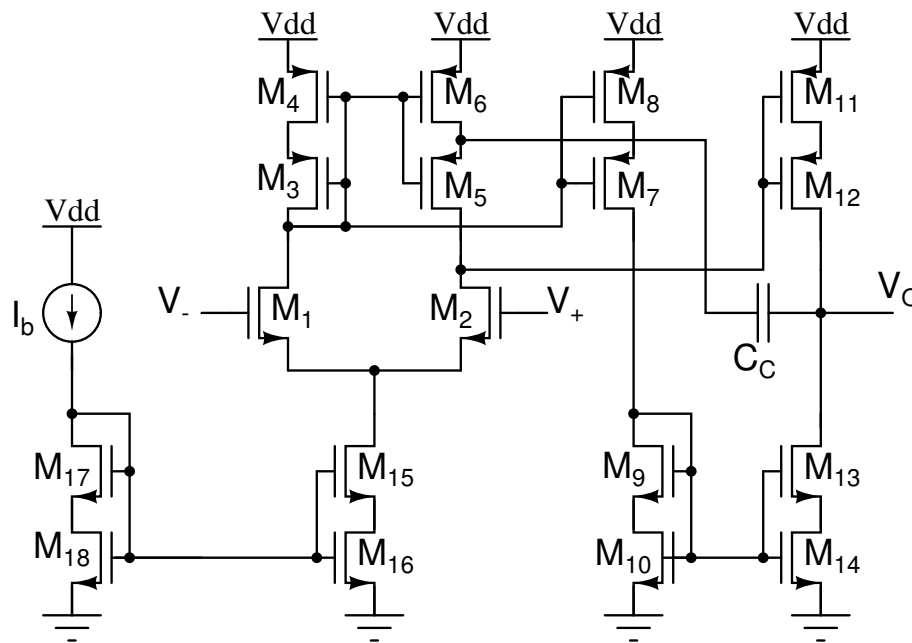 Vdd Vdd Vdd Vdd
M4 M6 M8 M11
M3 M5 M7 M12
Vdd
Ib V- M1 M2 V+ CC VO
M17 M15 M9 M13
M18 M16 M10 M14